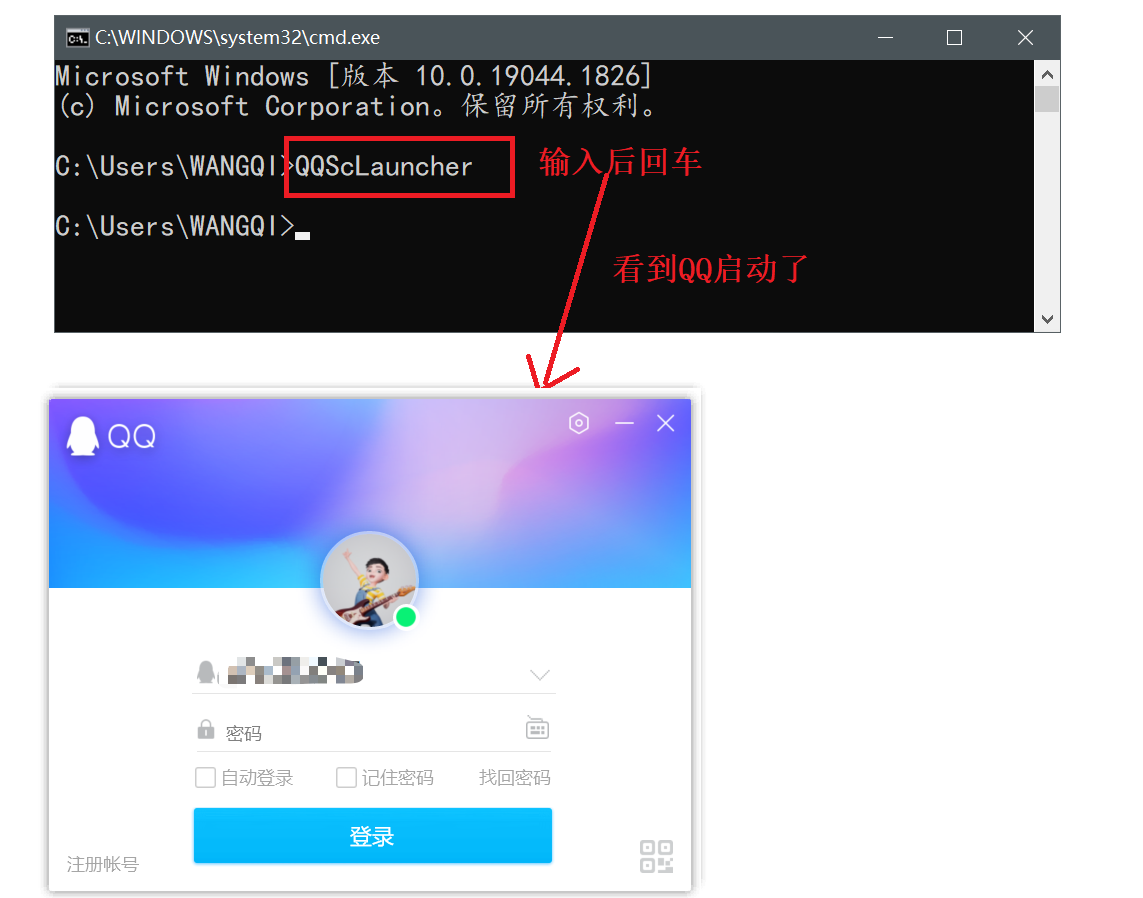 C:\WINDOWS\system32\cmd.exe
Microsoft Windows [版本 10.0.19044.1826]
(c) Microsoft Corporation。保留所有权利。
C:\Users\WANGQI>QQScLauncher
输入后回车
C:\Users\WANGQI>
看到QQ启动了
QQ
密码
自动登录 记住密码 找回密码
登录
注册帐号